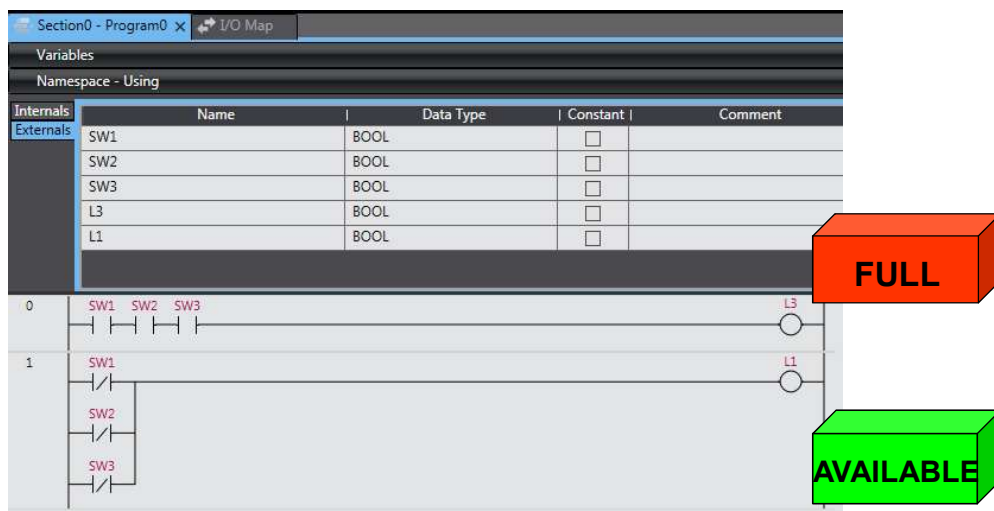 Section0 - Program0 I/O Map
Variables
Namespace - Using
Internals
Externals
Name Data Type Constant Comment
SW1 BOOL
SW2 BOOL
SW3 BOOL
L3 BOOL
L1 BOOL
FULL
0 SW1 SW2 SW3 L3
1 SW1 L1
SW2
SW3
AVAILABLE